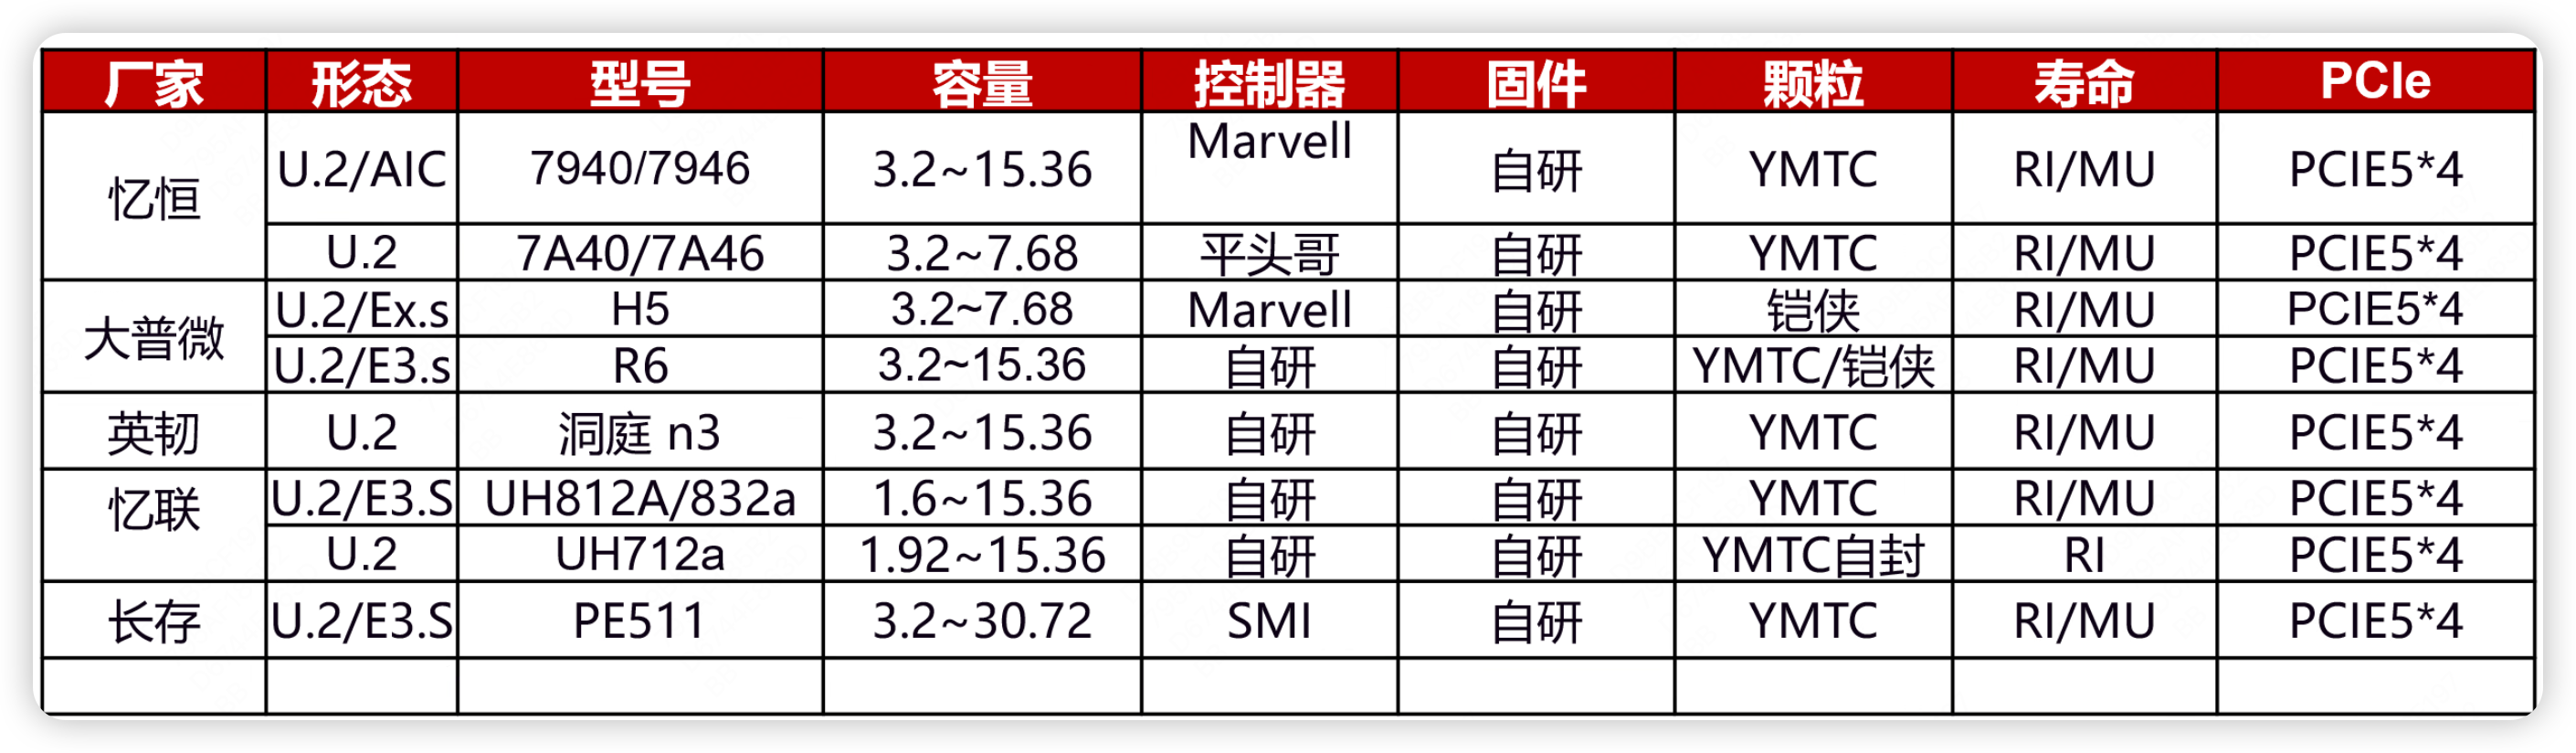 厂家 形态 型号 容量 控制器 固件 颗粒 寿命 PCIe
忆恒 U.2/AIC 7940/7946 3.2~15.36 Marvell 自研 YMTC RI/MU PCIE5*4
U.2 7A40/7A46 3.2~7.68 平头哥 自研 YMTC RI/MU PCIE5*4
大普微 U.2/Ex.s H5 3.2~7.68 Marvell 自研 铠侠 RI/MU PCIE5*4
U.2/E3.s R6 3.2~15.36 自研 自研 YMTC/铠侠 RI/MU PCIE5*4
英韧 U.2 洞庭 n3 3.2~15.36 自研 自研 YMTC RI/MU PCIE5*4
忆联 U.2/E3.S UH812A/832a 1.6~15.36 自研 自研 YMTC RI/MU PCIE5*4
U.2 UH712a 1.92~15.36 自研 自研 YMTC自封 RI PCIE5*4
长存 U.2/E3.S PE511 3.2~30.72 SMI 自研 YMTC RI/MU PCIE5*4